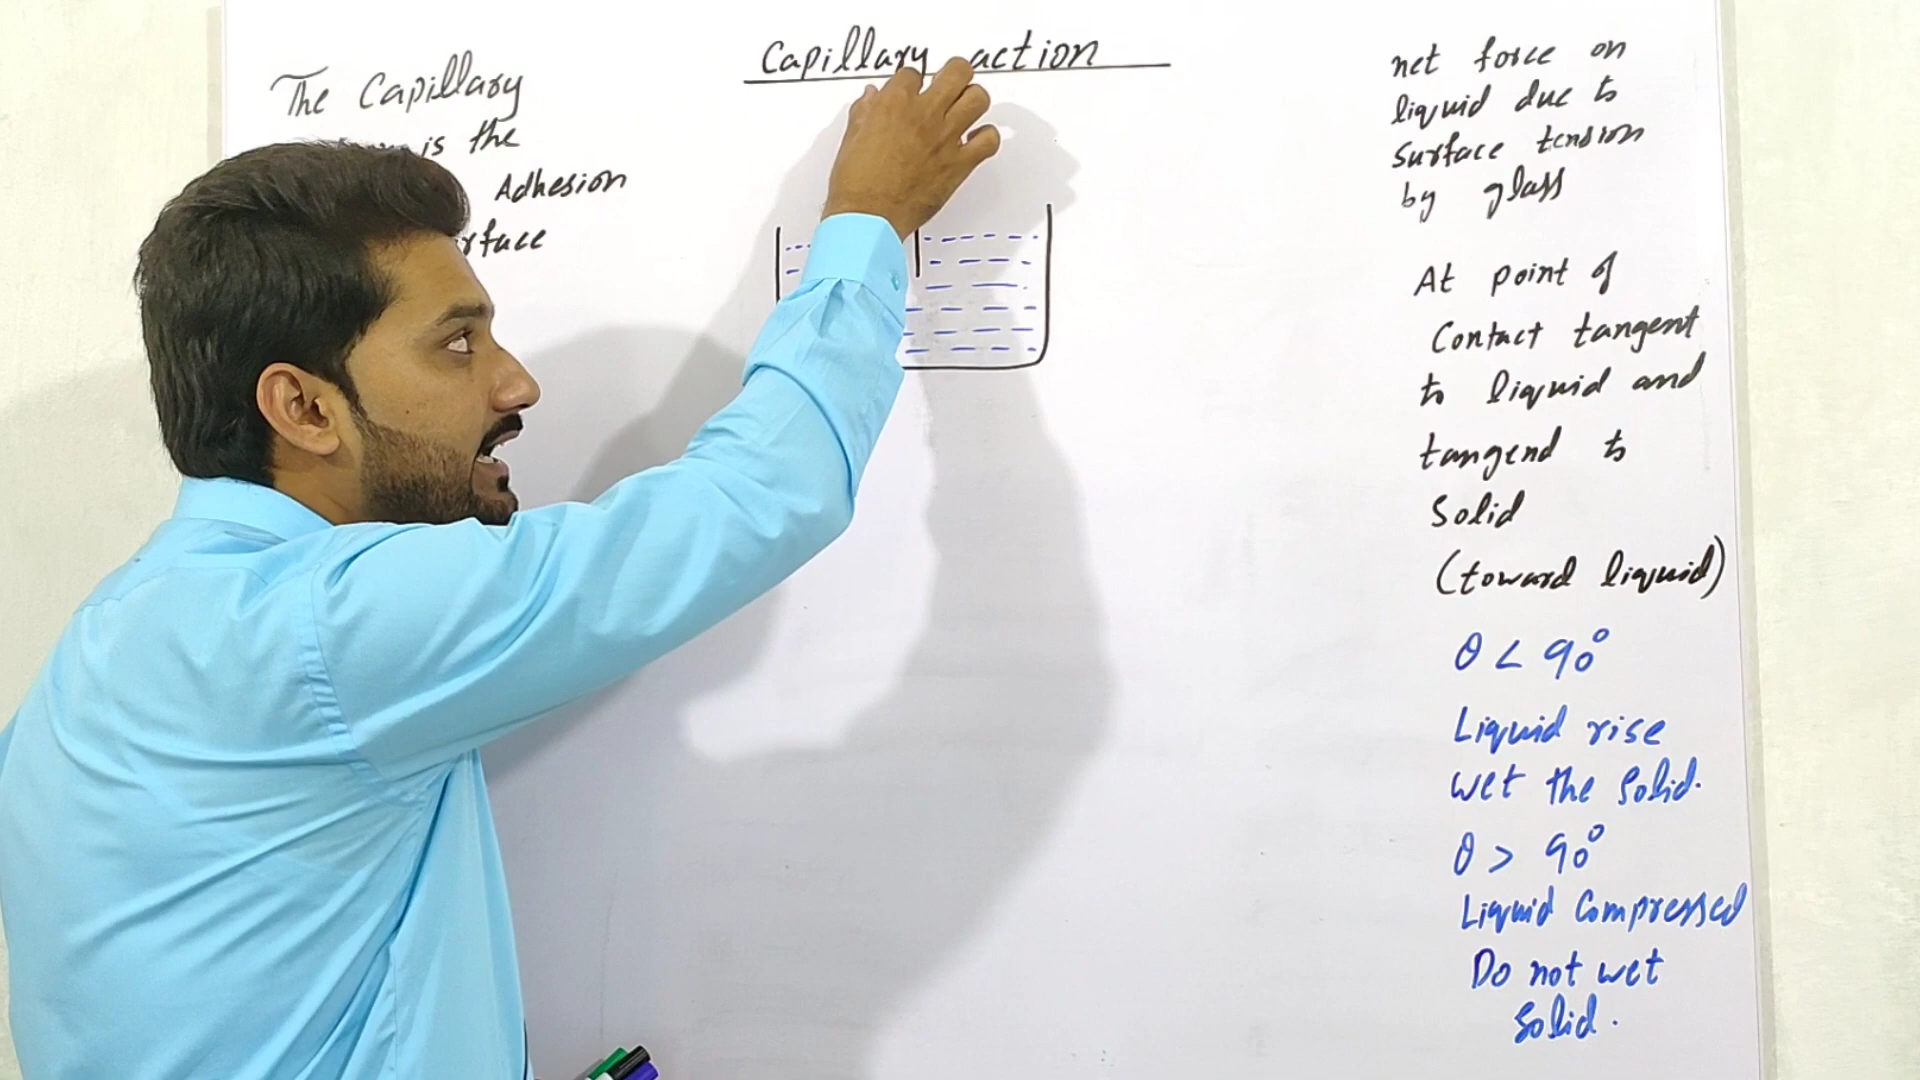 Capillary action
The Capillary
is the
Adhesion
rface
net force on
liquid due to
Surface tension
by glass
At point of
Contact tangent
to liquid and
tangend to
Solid
(toward liquid)
θ < 90°
Liquid rise
wet the solid.
θ > 90°
Liquid Compressed
Do not wet
Solid.